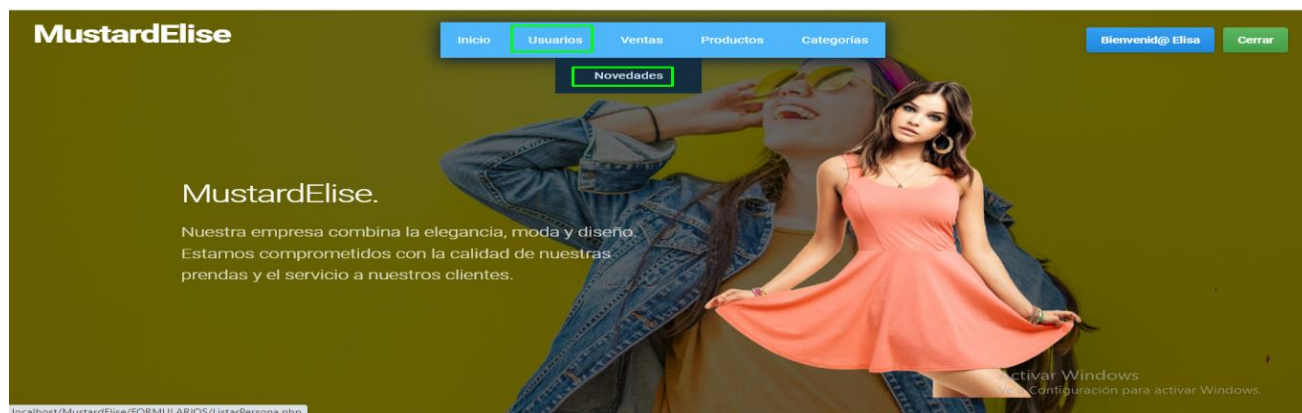 MustardElise
Inicio Usuarios Ventas Productos Categorías
Bienvenid@ Elisa Cerrar
Novedades
MustardElise.
Nuestra empresa combina la elegancia, moda y diseño.
Estamos comprometidos con la calidad de nuestras
prendas y el servicio a nuestros clientes.
Activar Windows
Configuración para activar Windows.
localhost/MustardElise/FORMULARIOS/ListarPersona.php